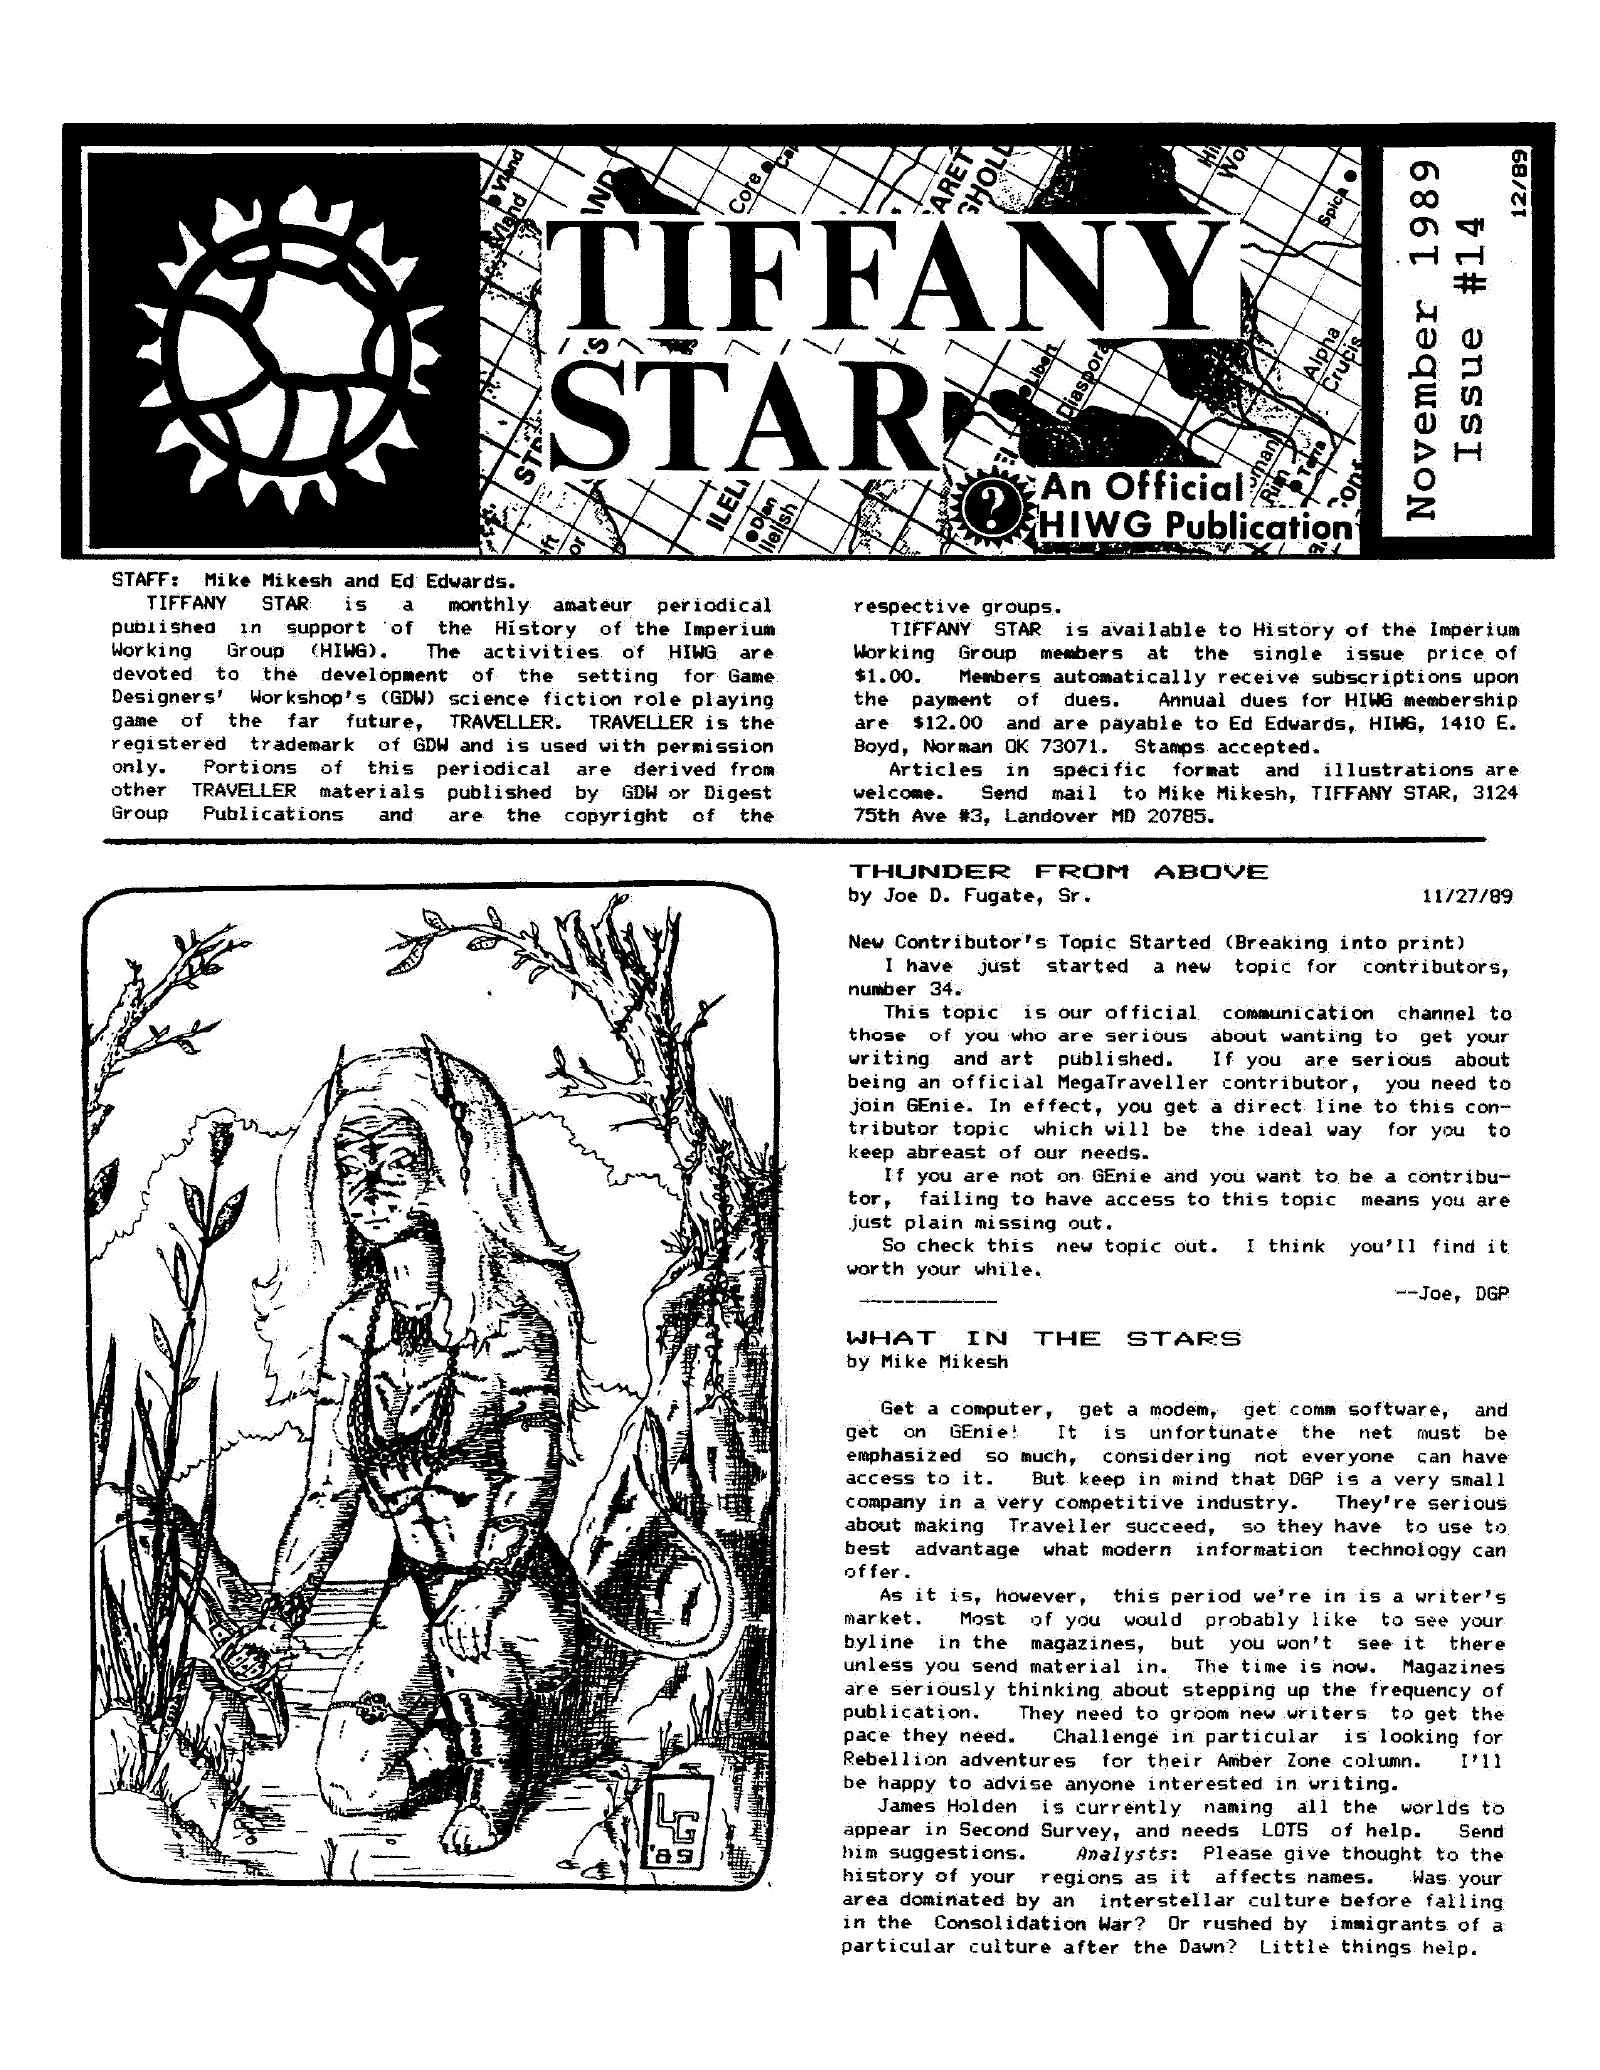 TIFFANY
STAR
An Official
HIWG Publication
November 1989
Issue #14
12/89
Vland
Vland
Core
ARET
Spica
Libert
Diaspora
Alpha
Crucis
Rim
Terra
Dlan
Ilelish
STAFF: Mike Mikesh and Ed Edwards.
TIFFANY STAR is a monthly amateur periodical
published in support of the History of the Imperium
Working Group (HIWG). The activities of HIWG are
devoted to the development of the setting for Game
Designers' Workshop's (GDW) science fiction role playing
game of the far future, TRAVELLER. TRAVELLER is the
registered trademark of GDW and is used with permission
only. Portions of this periodical are derived from
other TRAVELLER materials published by GDW or Digest
Group Publications and are the copyright of the
respective groups.
TIFFANY STAR is available to History of the Imperium
Working Group members at the single issue price of
$1.00. Members automatically receive subscriptions upon
the payment of dues. Annual dues for HIWG membership
are $12.00 and are payable to Ed Edwards, HIWG, 1410 E.
Boyd, Norman OK 73071. Stamps accepted.
Articles in specific format and illustrations are
welcome. Send mail to Mike Mikesh, TIFFANY STAR, 3124
75th Ave #3, Landover MD 20785.
LG
'89
THUNDER FROM ABOVE
by Joe D. Fugate, Sr. 11/27/89
New Contributor's Topic Started (Breaking into print)
I have just started a new topic for contributors,
number 34.
This topic is our official communication channel to
those of you who are serious about wanting to get your
writing and art published. If you are serious about
being an official MegaTraveller contributor, you need to
join GEnie. In effect, you get a direct line to this con-
tributor topic which will be the ideal way for you to
keep abreast of our needs.
If you are not on GEnie and you want to be a contribu-
tor, failing to have access to this topic means you are
just plain missing out.
So check this new topic out. I think you'll find it
worth your while.
--Joe, DGP
WHAT IN THE STARS
by Mike Mikesh
Get a computer, get a modem, get comm software, and
get on GEnie! It is unfortunate the net must be
emphasized so much, considering not everyone can have
access to it. But keep in mind that DGP is a very small
company in a very competitive industry. They're serious
about making Traveller succeed, so they have to use to
best advantage what modern information technology can
offer.
As it is, however, this period we're in is a writer's
market. Most of you would probably like to see your
byline in the magazines, but you won't see it there
unless you send material in. The time is now. Magazines
are seriously thinking about stepping up the frequency of
publication. They need to groom new writers to get the
pace they need. Challenge in particular is looking for
Rebellion adventures for their Amber Zone column. I'll
be happy to advise anyone interested in writing.
James Holden is currently naming all the worlds to
appear in Second Survey, and needs LOTS of help. Send
him suggestions. Analysts: Please give thought to the
history of your regions as it affects names. Was your
area dominated by an interstellar culture before falling
in the Consolidation War? Or rushed by immigrants of a
particular culture after the Dawn? Little things help.